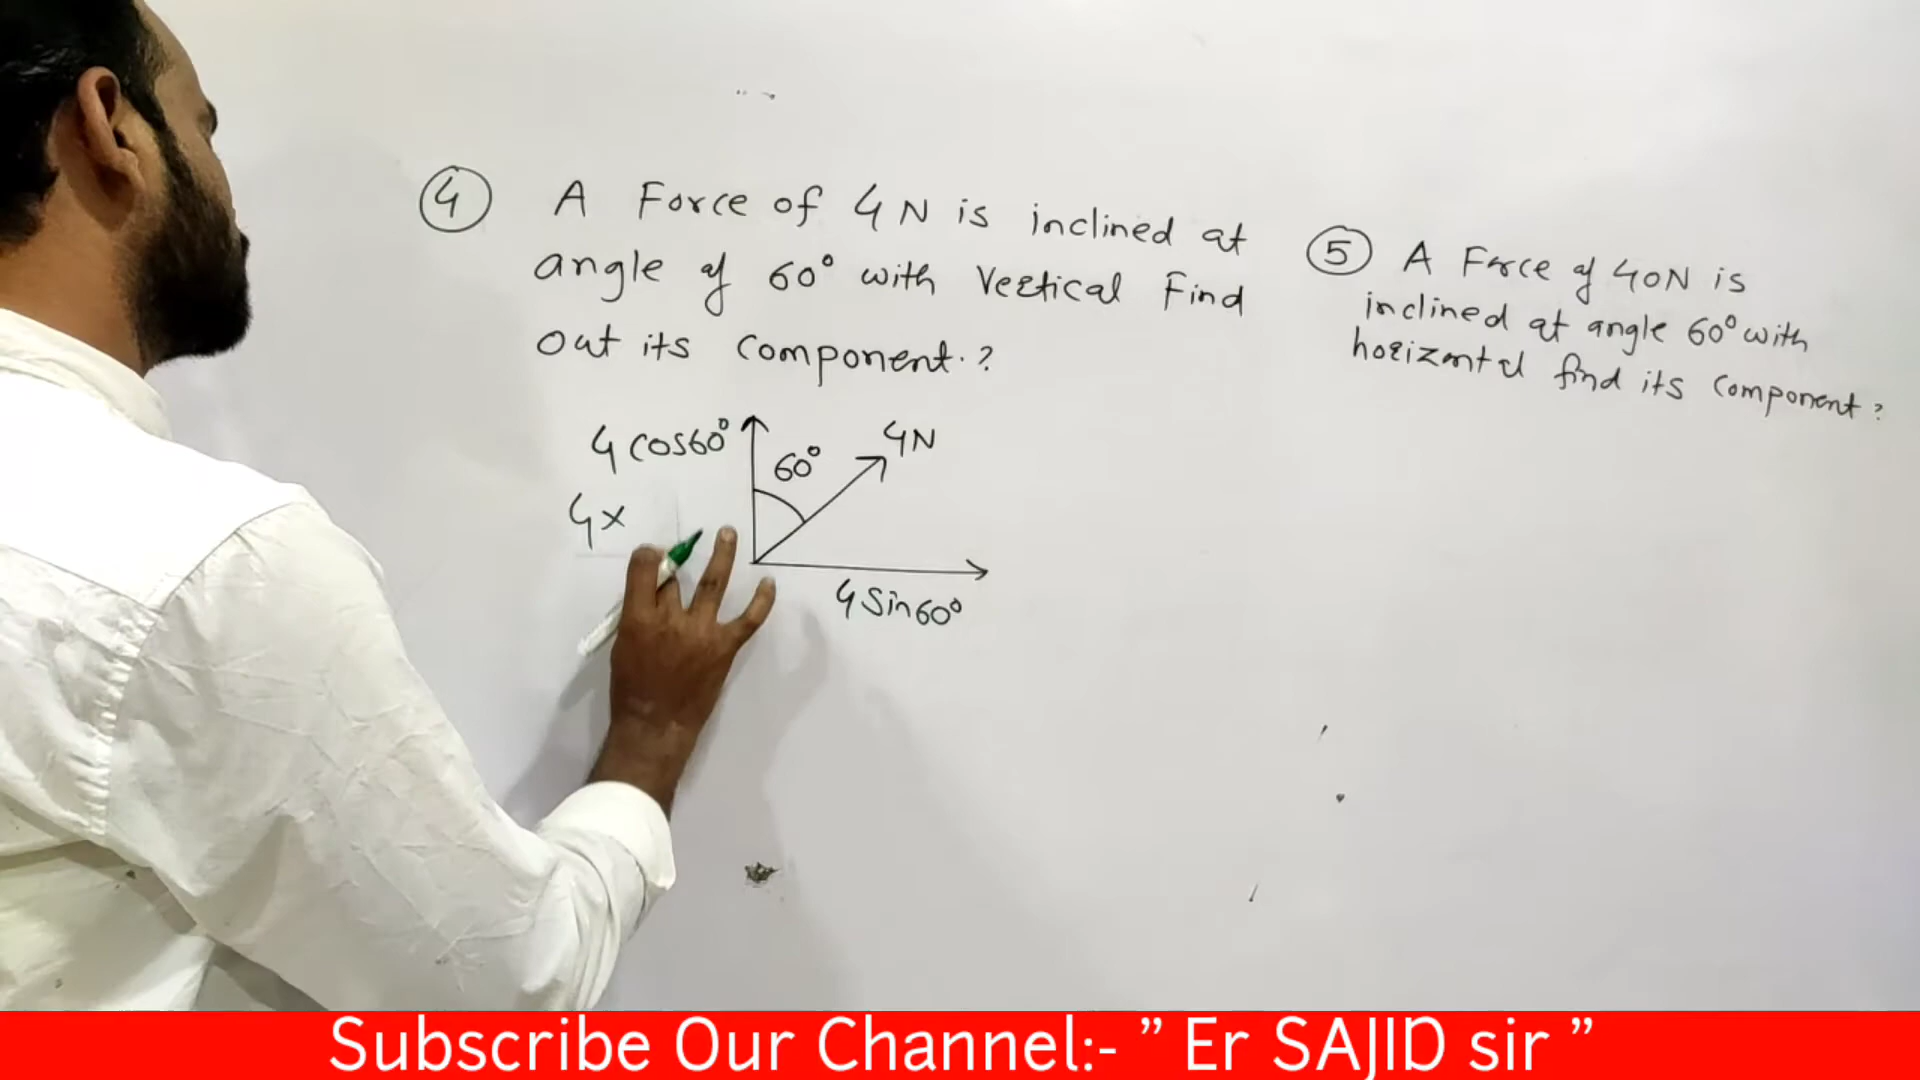 ④ A Force of 4N is inclined at
angle of 60° with Vertical Find
out its component.?
4 cos60°
60°
4N
4x
4 Sin60°
⑤ A Force of 40N is
inclined at angle 60° with
horizontal find its component?
Subscribe Our Channel:- ” Er SAJID sir ”